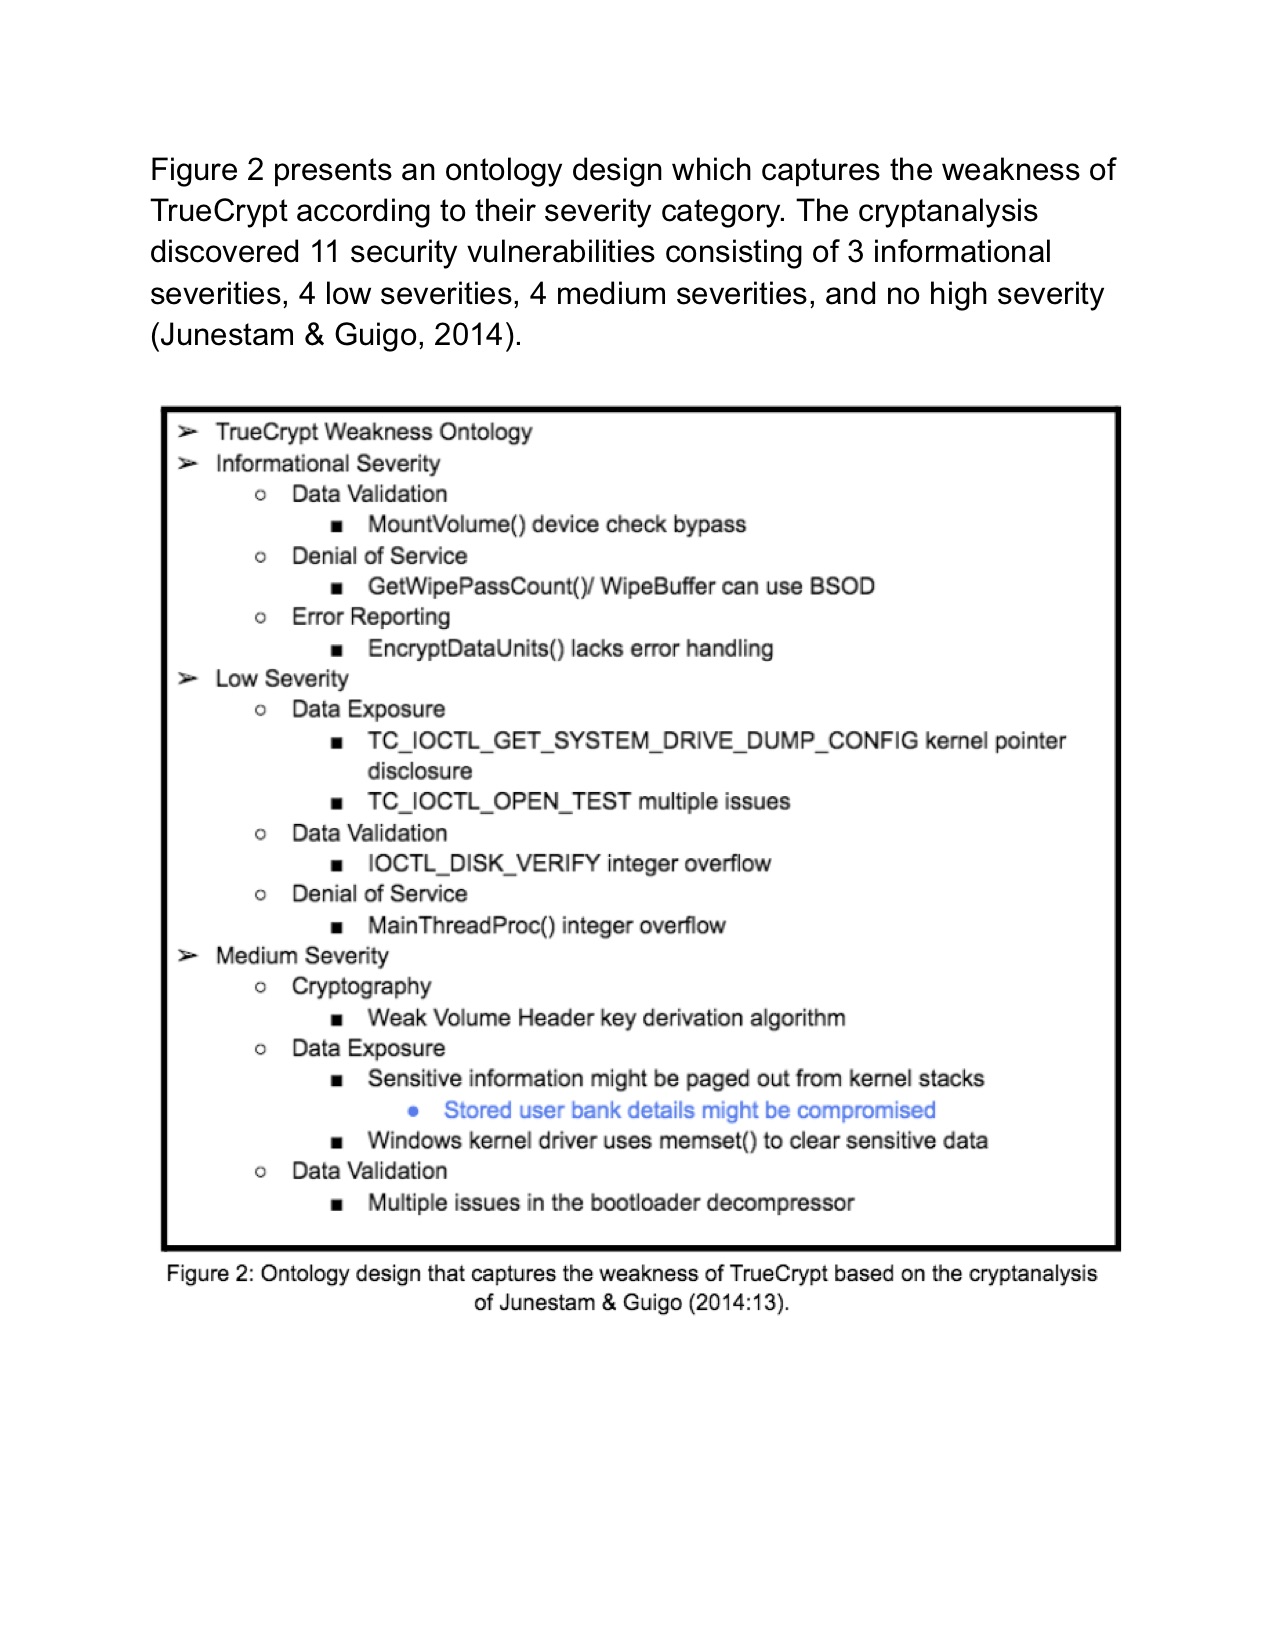 Figure 2 presents an ontology design which captures the weakness of
TrueCrypt according to their severity category. The cryptanalysis
discovered 11 security vulnerabilities consisting of 3 informational
severities, 4 low severities, 4 medium severities, and no high severity
(Junestam & Guigo, 2014).
➢ TrueCrypt Weakness Ontology
➢ Informational Severity
○ Data Validation
■ MountVolume() device check bypass
○ Denial of Service
■ GetWipePassCount()/ WipeBuffer can use BSOD
○ Error Reporting
■ EncryptDataUnits() lacks error handling
➢ Low Severity
○ Data Exposure
■ TC_IOCTL_GET_SYSTEM_DRIVE_DUMP_CONFIG kernel pointer
disclosure
■ TC_IOCTL_OPEN_TEST multiple issues
○ Data Validation
■ IOCTL_DISK_VERIFY integer overflow
○ Denial of Service
■ MainThreadProc() integer overflow
➢ Medium Severity
○ Cryptography
■ Weak Volume Header key derivation algorithm
○ Data Exposure
■ Sensitive information might be paged out from kernel stacks
● Stored user bank details might be compromised
■ Windows kernel driver uses memset() to clear sensitive data
○ Data Validation
■ Multiple issues in the bootloader decompressor
Figure 2: Ontology design that captures the weakness of TrueCrypt based on the cryptanalysis
of Junestam & Guigo (2014:13).